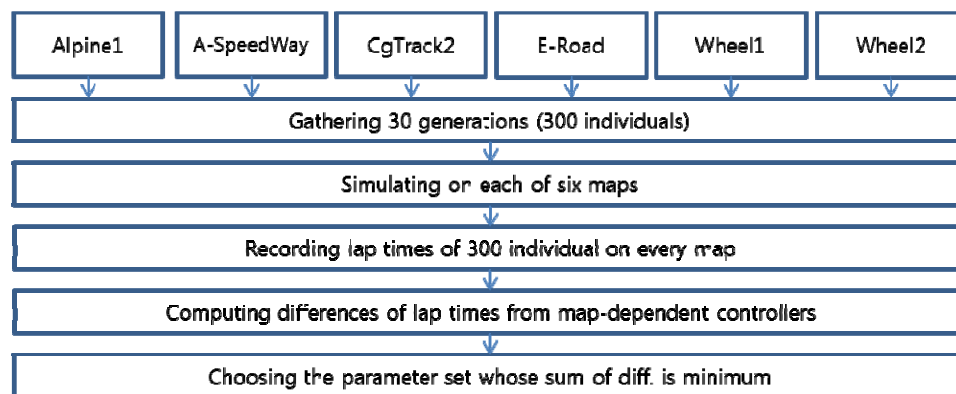 Alpine1
A-SpeedWay
CgTrack2
E-Road
Wheel1
Wheel2
Gathering 30 generations (300 individuals)
Simulating on each of six maps
Recording lap times of 300 individual on every map
Computing differences of lap times from map-dependent controllers
Choosing the parameter set whose sum of diff. is minimum